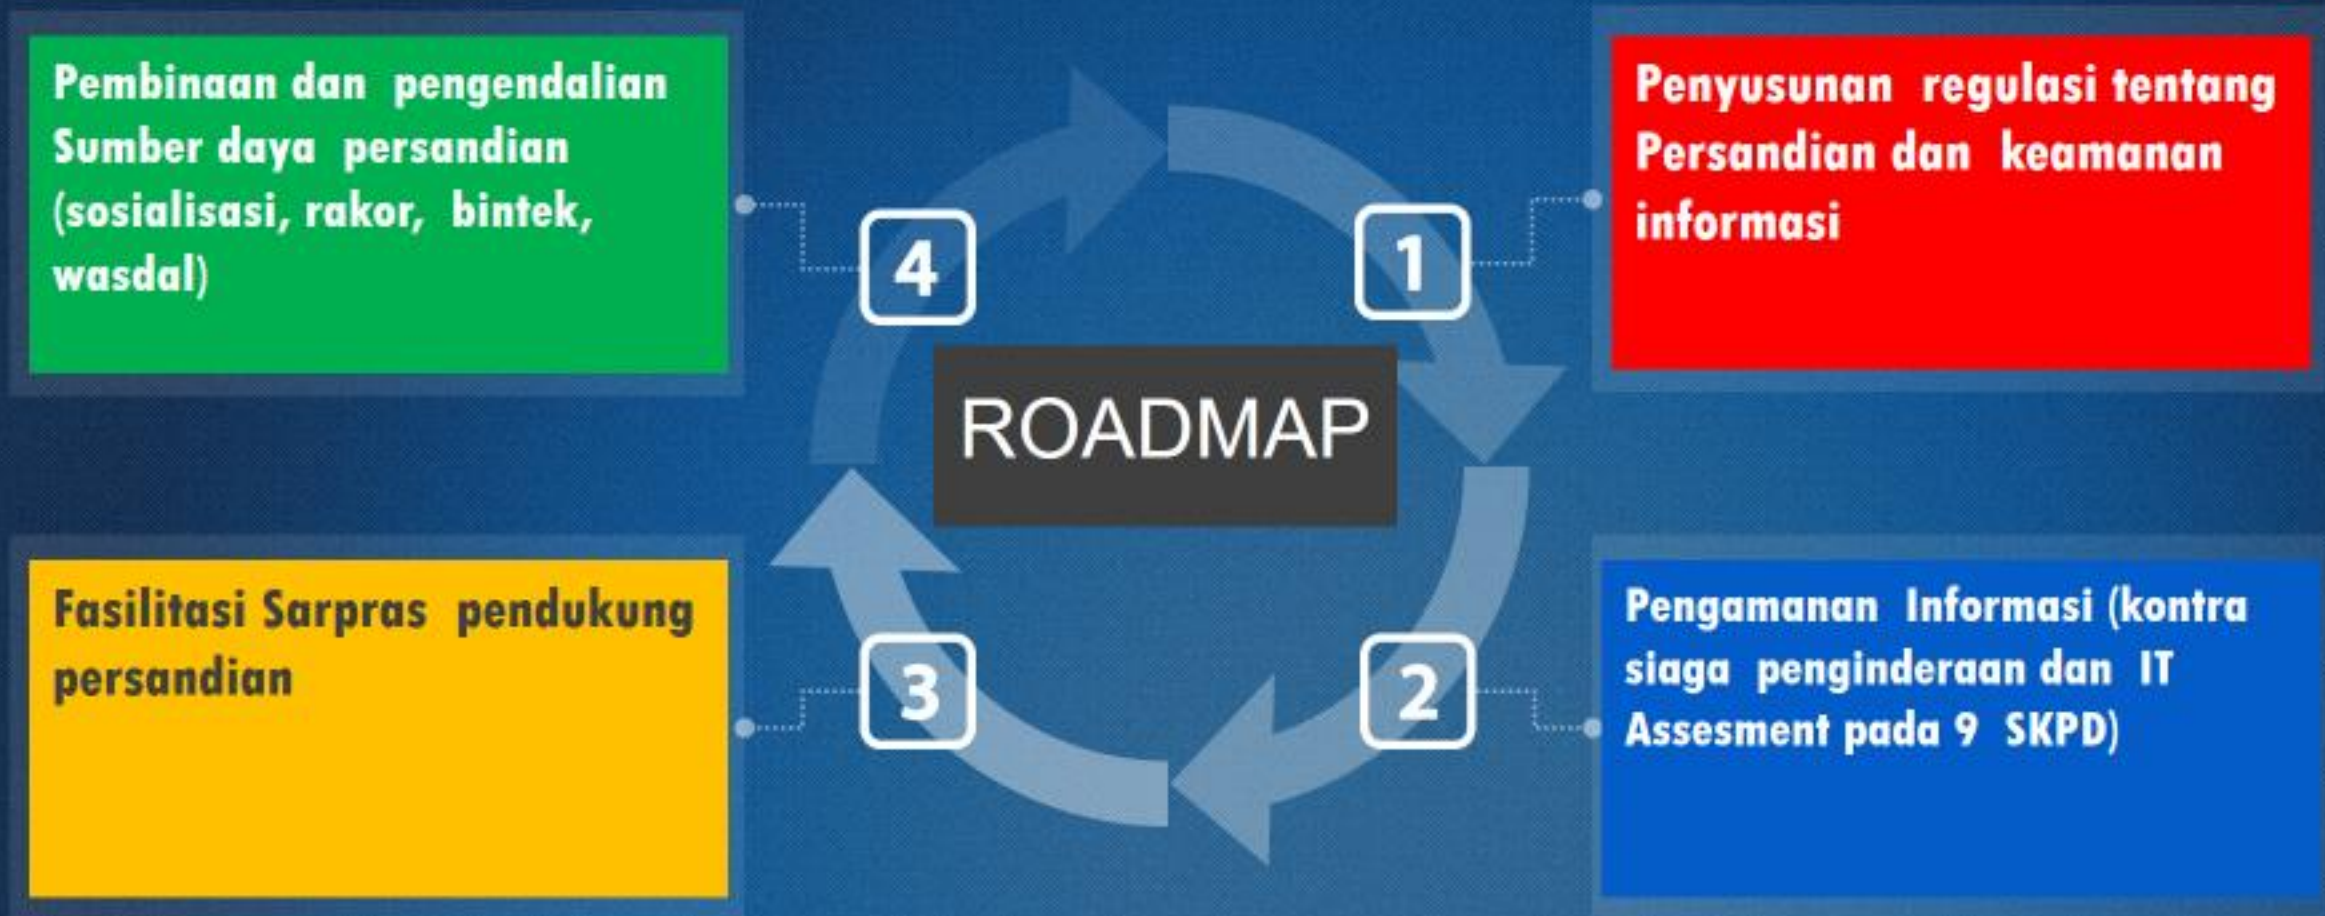 Pembinaan dan pengendalian
Sumber daya persandian
(sosialisasi, rakor, bintek,
wasdal)
4
1
Penyusunan regulasi tentang
Persandian dan keamanan
informasi
ROADMAP
Fasilitasi Sarpras pendukung
persandian
3
2
Pengamanan Informasi (kontra
siaga penginderaan dan IT
Assesment pada 9 SKPD)